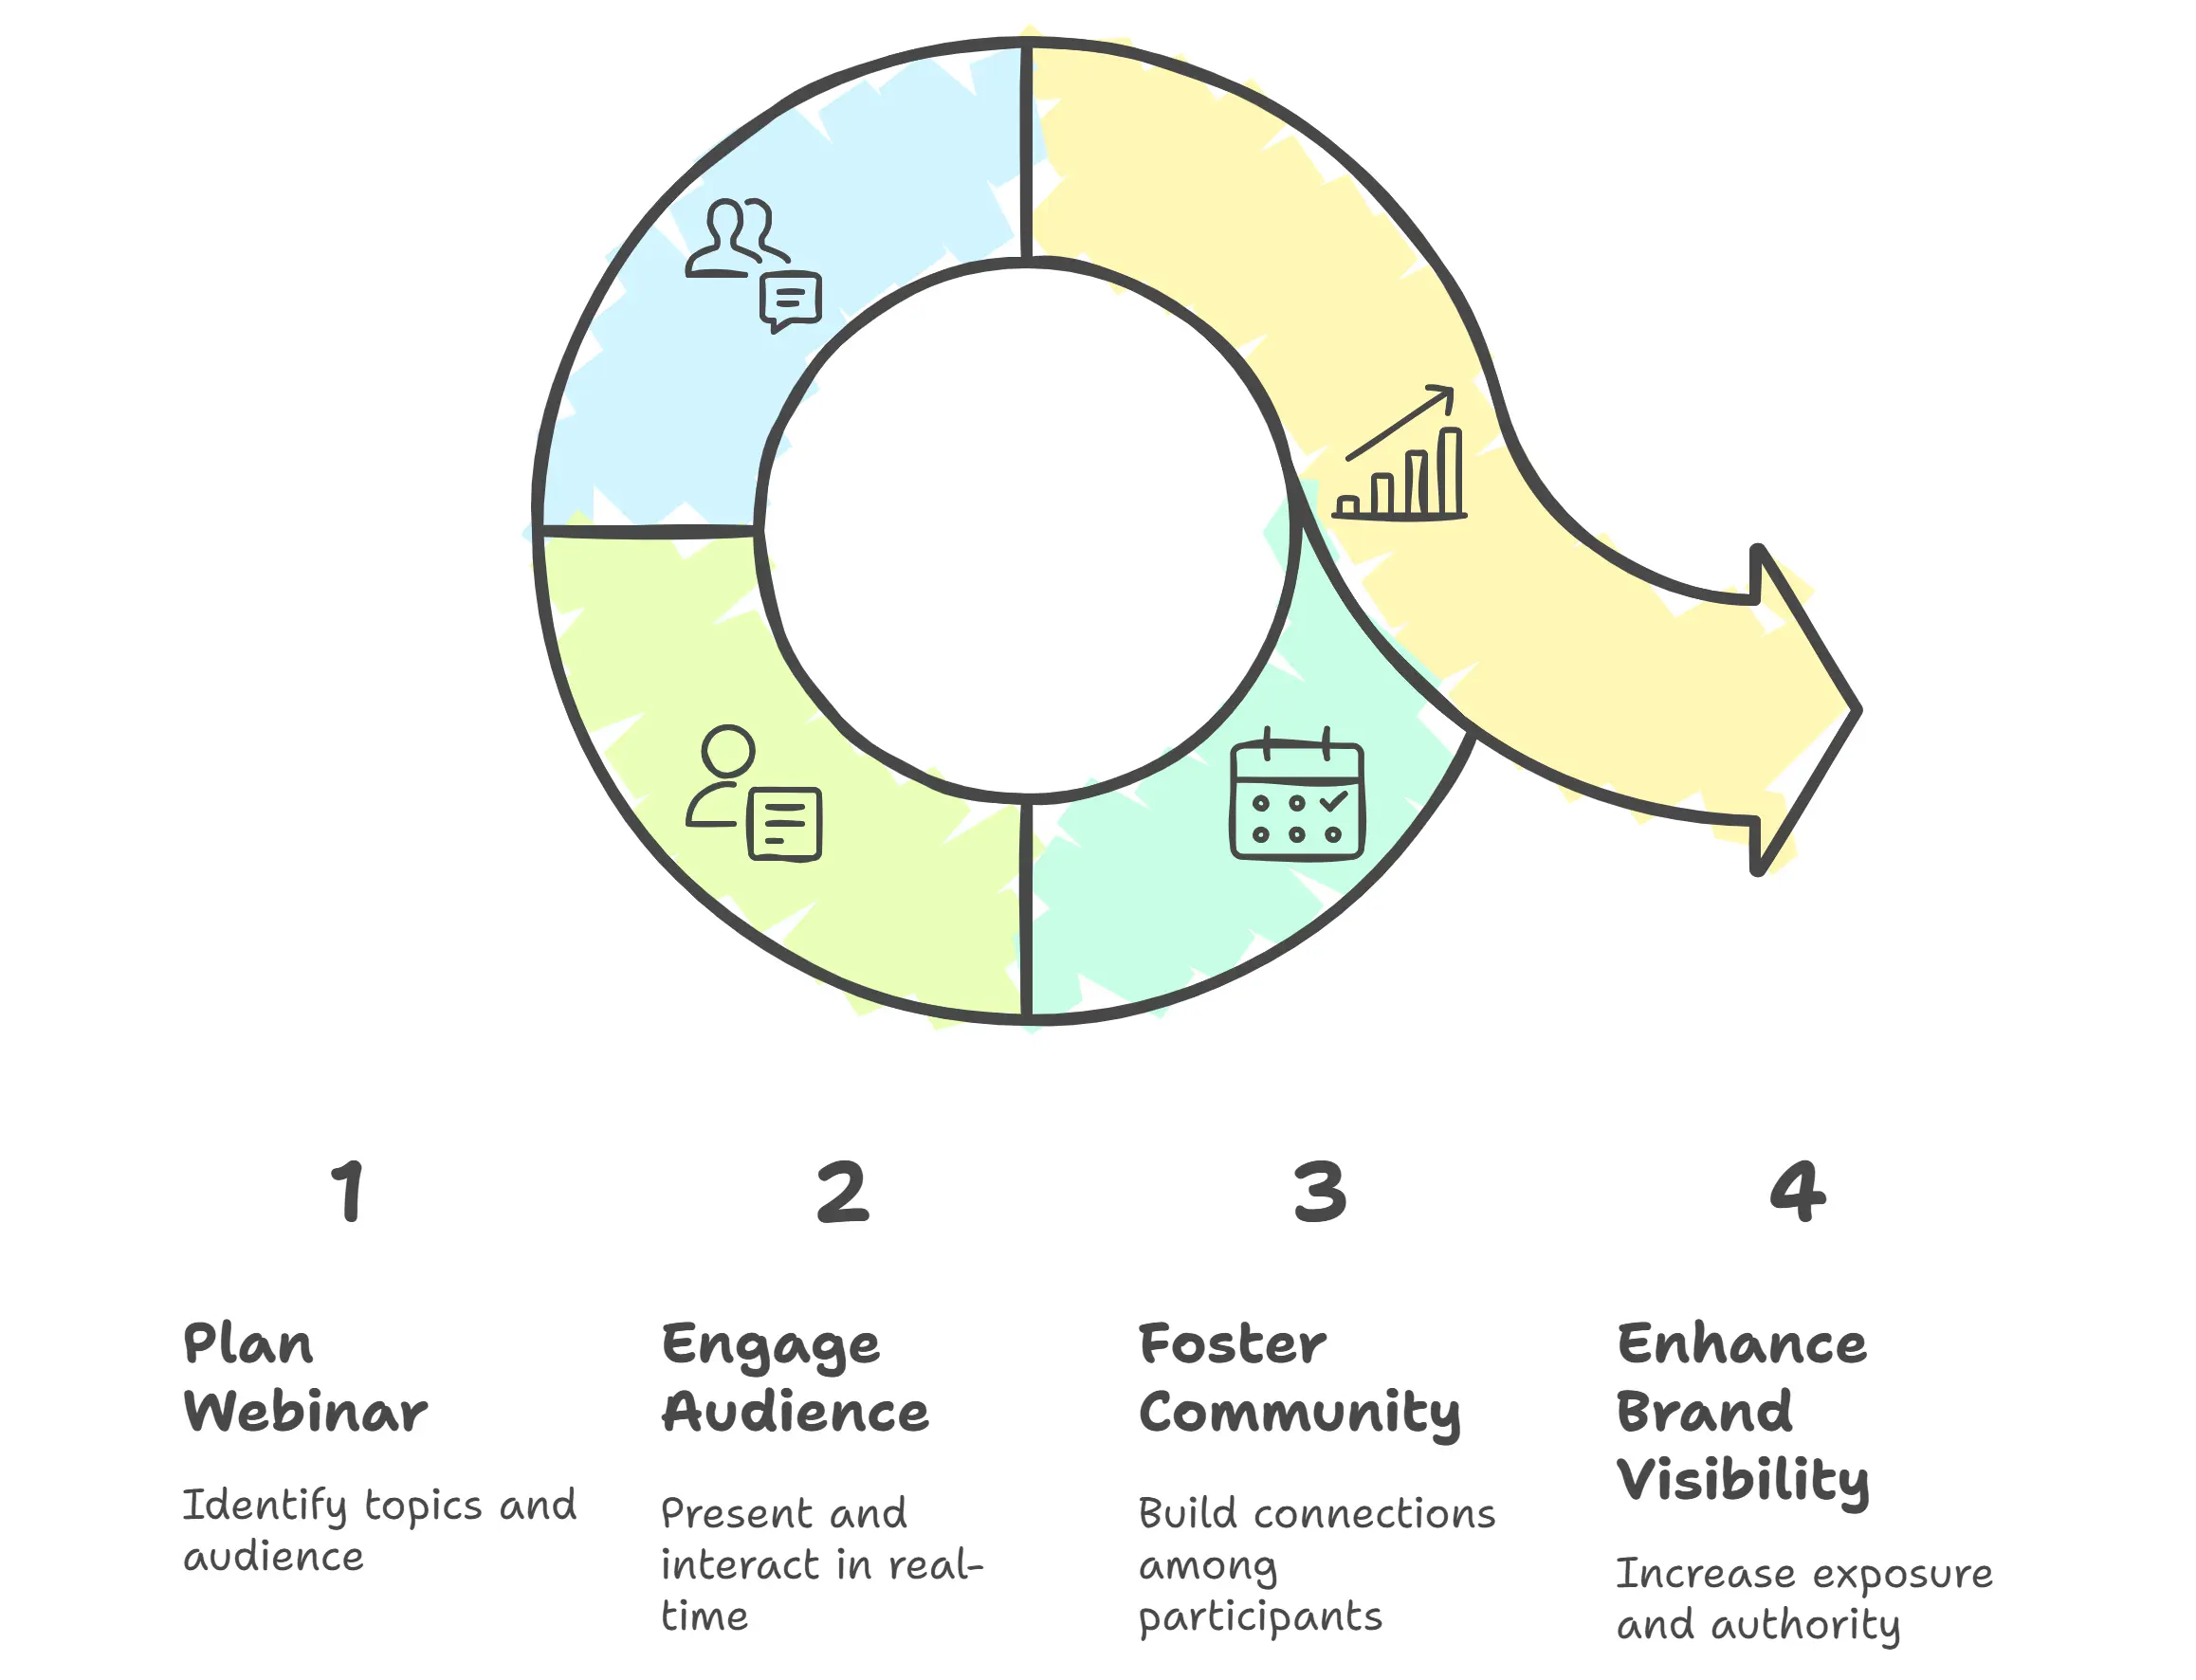 1
Plan
Webinar
Identify topics and
audience
2
Engage
Audience
Present and
interact in real-
time
3
Foster
Community
Build connections
among
participants
4
Enhance
Brand
Visibility
Increase exposure
and authority